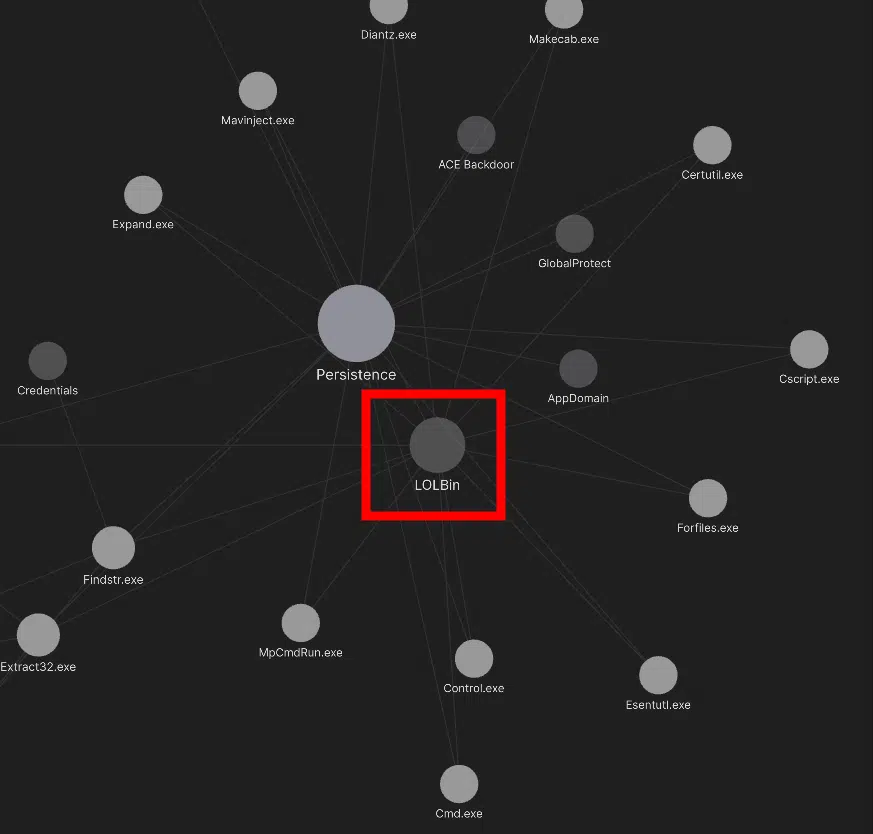 Diantz.exe
Makecab.exe
Mavinject.exe
ACE Backdoor
Certutil.exe
Expand.exe
GlobalProtect
Persistence
Cscript.exe
Credentials
AppDomain
LOLBin
Forfiles.exe
Findstr.exe
MpCmdRun.exe
Extract32.exe
Control.exe
Esentutl.exe
Cmd.exe